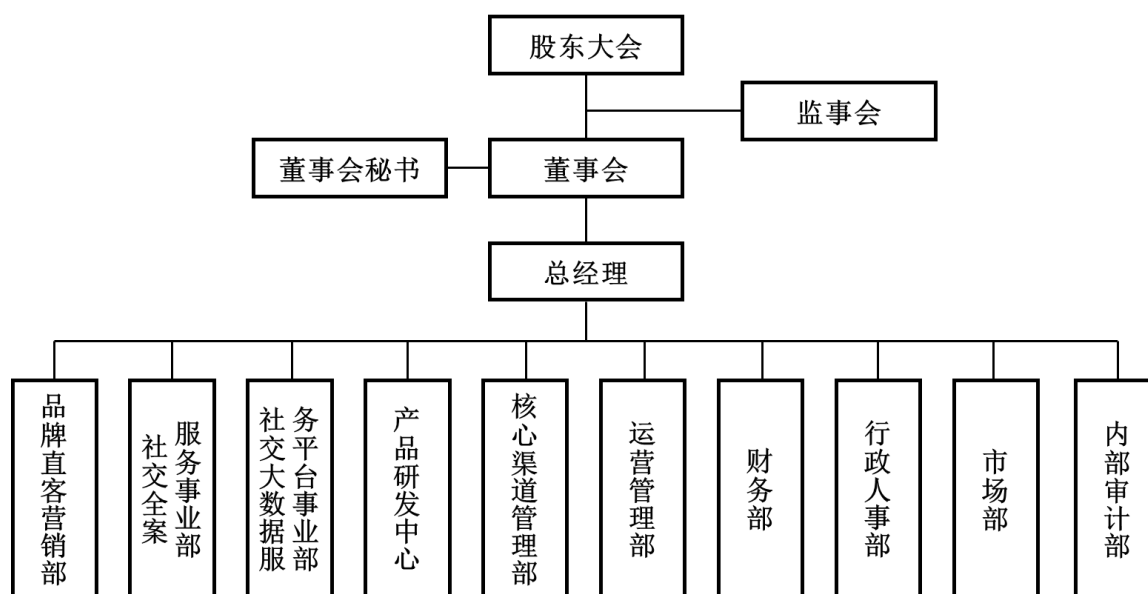 股东大会
监事会
董事会秘书
董事会
总经理
品牌直客营销部
社交全案
服务事业部
社交大数据服
务平台事业部
产品研发中心
核心渠道管理部
运营管理部
财务部
行政人事部
市场部
内部审计部